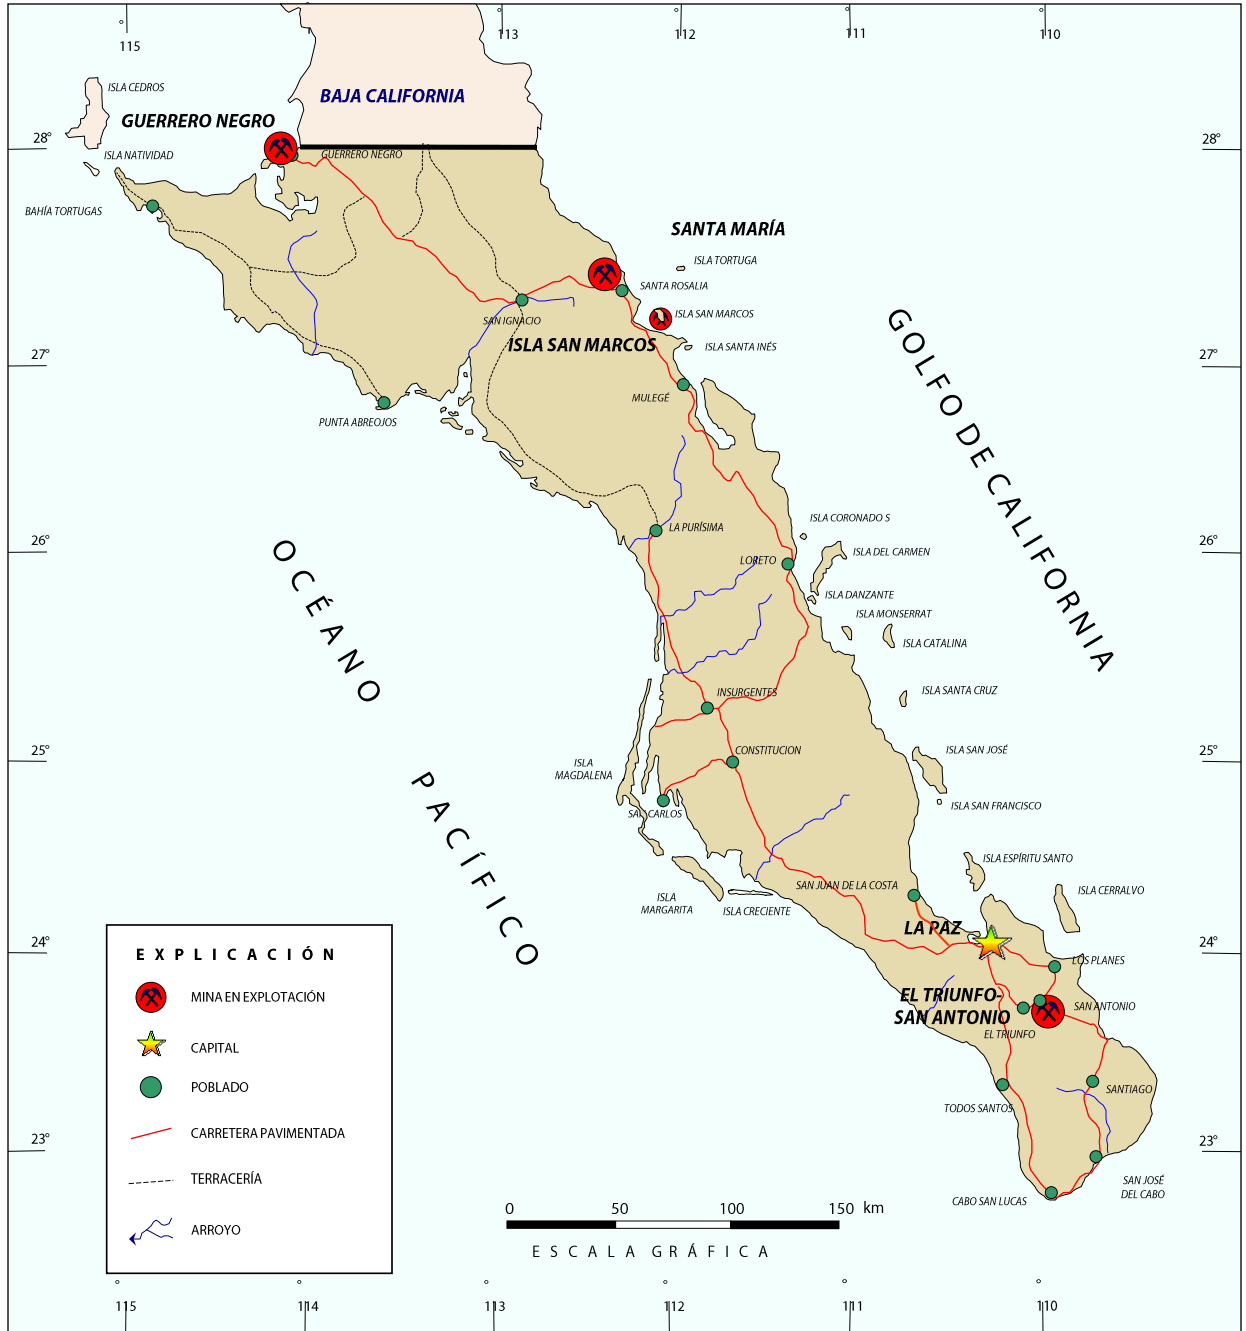 115
113
112
111
110
ISLA CEDROS
BAJA CALIFORNIA
GUERRERO NEGRO
28°
28°
ISLA NATIVIDAD
GUERRERO NEGRO
BAHÍA TORTUGAS
SANTA MARÍA
ISLA TORTUGA
SANTA ROSALIA
SAN IGNACIO
ISLA SAN MARCOS
ISLA SAN MARCOS
ISLA SANTA INÉS
27°
27°
MULEGÉ
PUNTA ABREOJOS
GOLFO DE CALIFORNIA
ISLA CORONADO S
LA PURÍSIMA
26°
26°
LORETO
ISLA DEL CARMEN
ISLA DANZANTE
ISLA MONSERRAT
ISLA CATALINA
OCÉANO
PACÍFICO
ISLA SANTA CRUZ
INSURGENTES
25°
25°
CONSTITUCION
ISLA SAN JOSÉ
ISLA
MAGDALENA
ISLA SAN FRANCISCO
SAN CARLOS
ISLA ESPÍRITU SANTO
SAN JUAN DE LA COSTA
ISLA CERRALVO
ISLA
MARGARITA
ISLA CRECIENTE
LA PAZ
24°
24°
LOS PLANES
EL TRIUNFO-
SAN ANTONIO
SAN ANTONIO
EL TRIUNFO
SANTIAGO
TODOS SANTOS
23°
23°
SAN JOSÉ
DEL CABO
CABO SAN LUCAS
EXPLICACIÓN
MINA EN EXPLOTACIÓN
CAPITAL
POBLADO
CARRETERA PAVIMENTADA
TERRACERÍA
ARROYO
0 50 100 150 km
ESCALA GRÁFICA
115
114
113
112
111
110